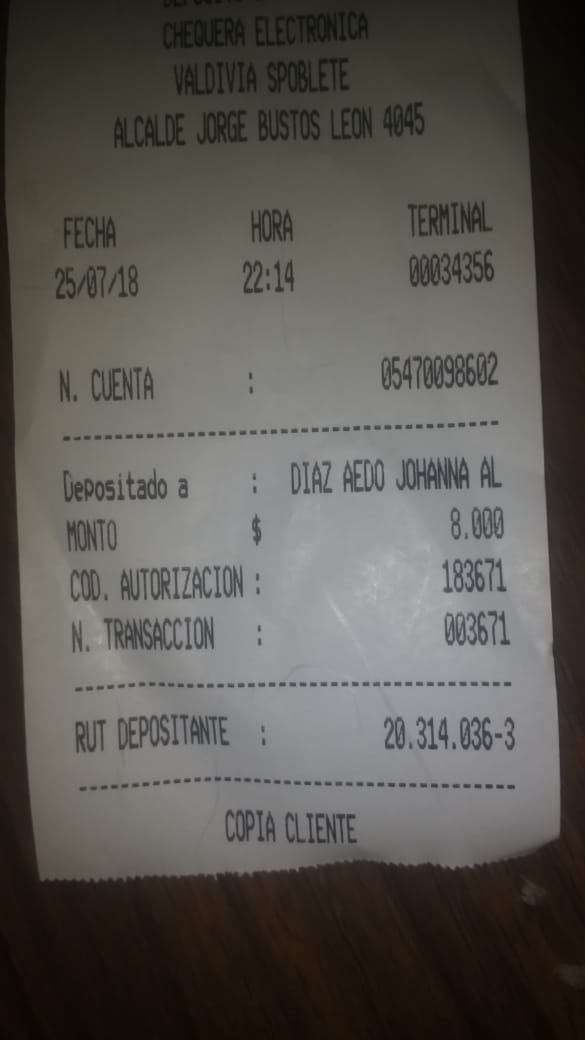 CHEQUERA ELECTRONICA
VALDIVIA SPOBLETE
ALCALDE JORGE BUSTOS LEON 4045
FECHA HORA TERMINAL
25/07/18 22:14 00034356
N. CUENTA : 05470098602
Depositado a : DIAZ AEDO JOHANNA AL
MONTO $ 8.000
COD. AUTORIZACION : 183671
N. TRANSACCION : 003671
RUT DEPOSITANTE : 20.314.036-3
COPIA CLIENTE